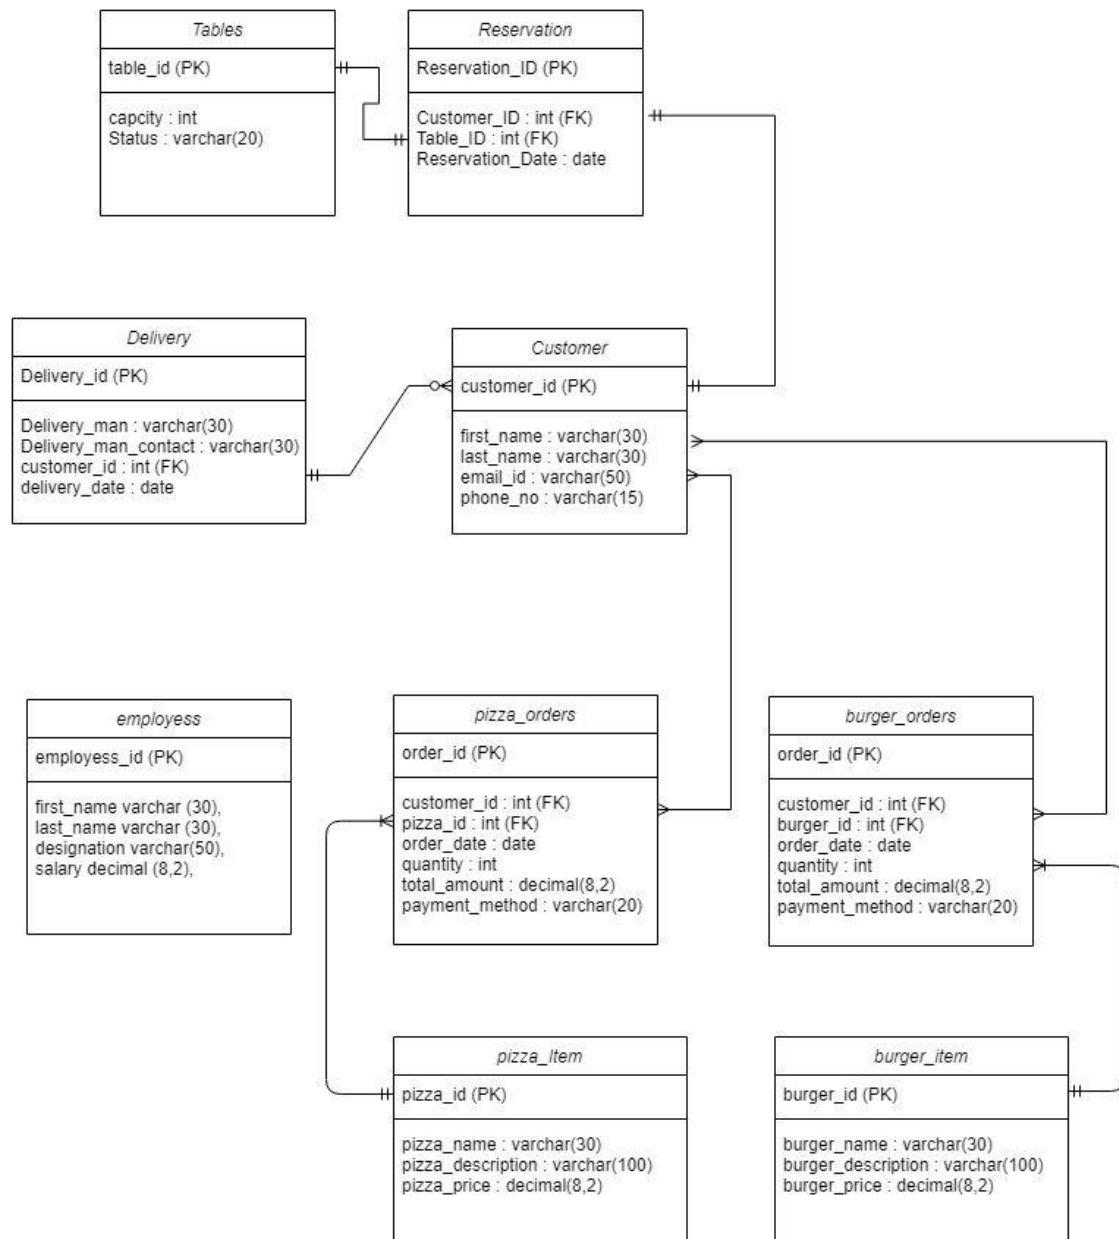 Tables
table_id (PK)
capcity : int
Status : varchar(20)
Reservation
Reservation_ID (PK)
Customer_ID : int (FK)
Table_ID : int (FK)
Reservation_Date : date
Delivery
Delivery_id (PK)
Delivery_man : varchar(30)
Delivery_man_contact : varchar(30)
customer_id : int (FK)
delivery_date : date
Customer
customer_id (PK)
first_name : varchar(30)
last_name : varchar(30)
email_id : varchar(50)
phone_no : varchar(15)
employess
employess_id (PK)
first_name varchar (30),
last_name varchar (30),
designation varchar(50),
salary decimal (8,2),
pizza_orders
order_id (PK)
customer_id : int (FK)
pizza_id : int (FK)
order_date : date
quantity : int
total_amount : decimal(8,2)
payment_method : varchar(20)
burger_orders
order_id (PK)
customer_id : int (FK)
burger_id : int (FK)
order_date : date
quantity : int
total_amount : decimal(8,2)
payment_method : varchar(20)
pizza_Item
pizza_id (PK)
pizza_name : varchar(30)
pizza_description : varchar(100)
pizza_price : decimal(8,2)
burger_item
burger_id (PK)
burger_name : varchar(30)
burger_description : varchar(100)
burger_price : decimal(8,2)